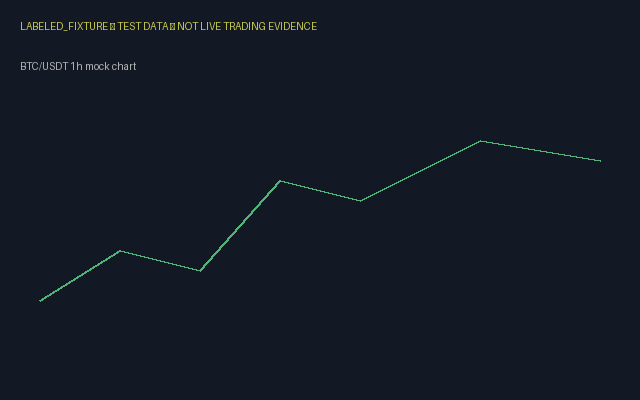 LABELED_FIXTURE▯TEST DATA▯NOT LIVE TRADING EVIDENCE
BTC/USDT 1h mock chart